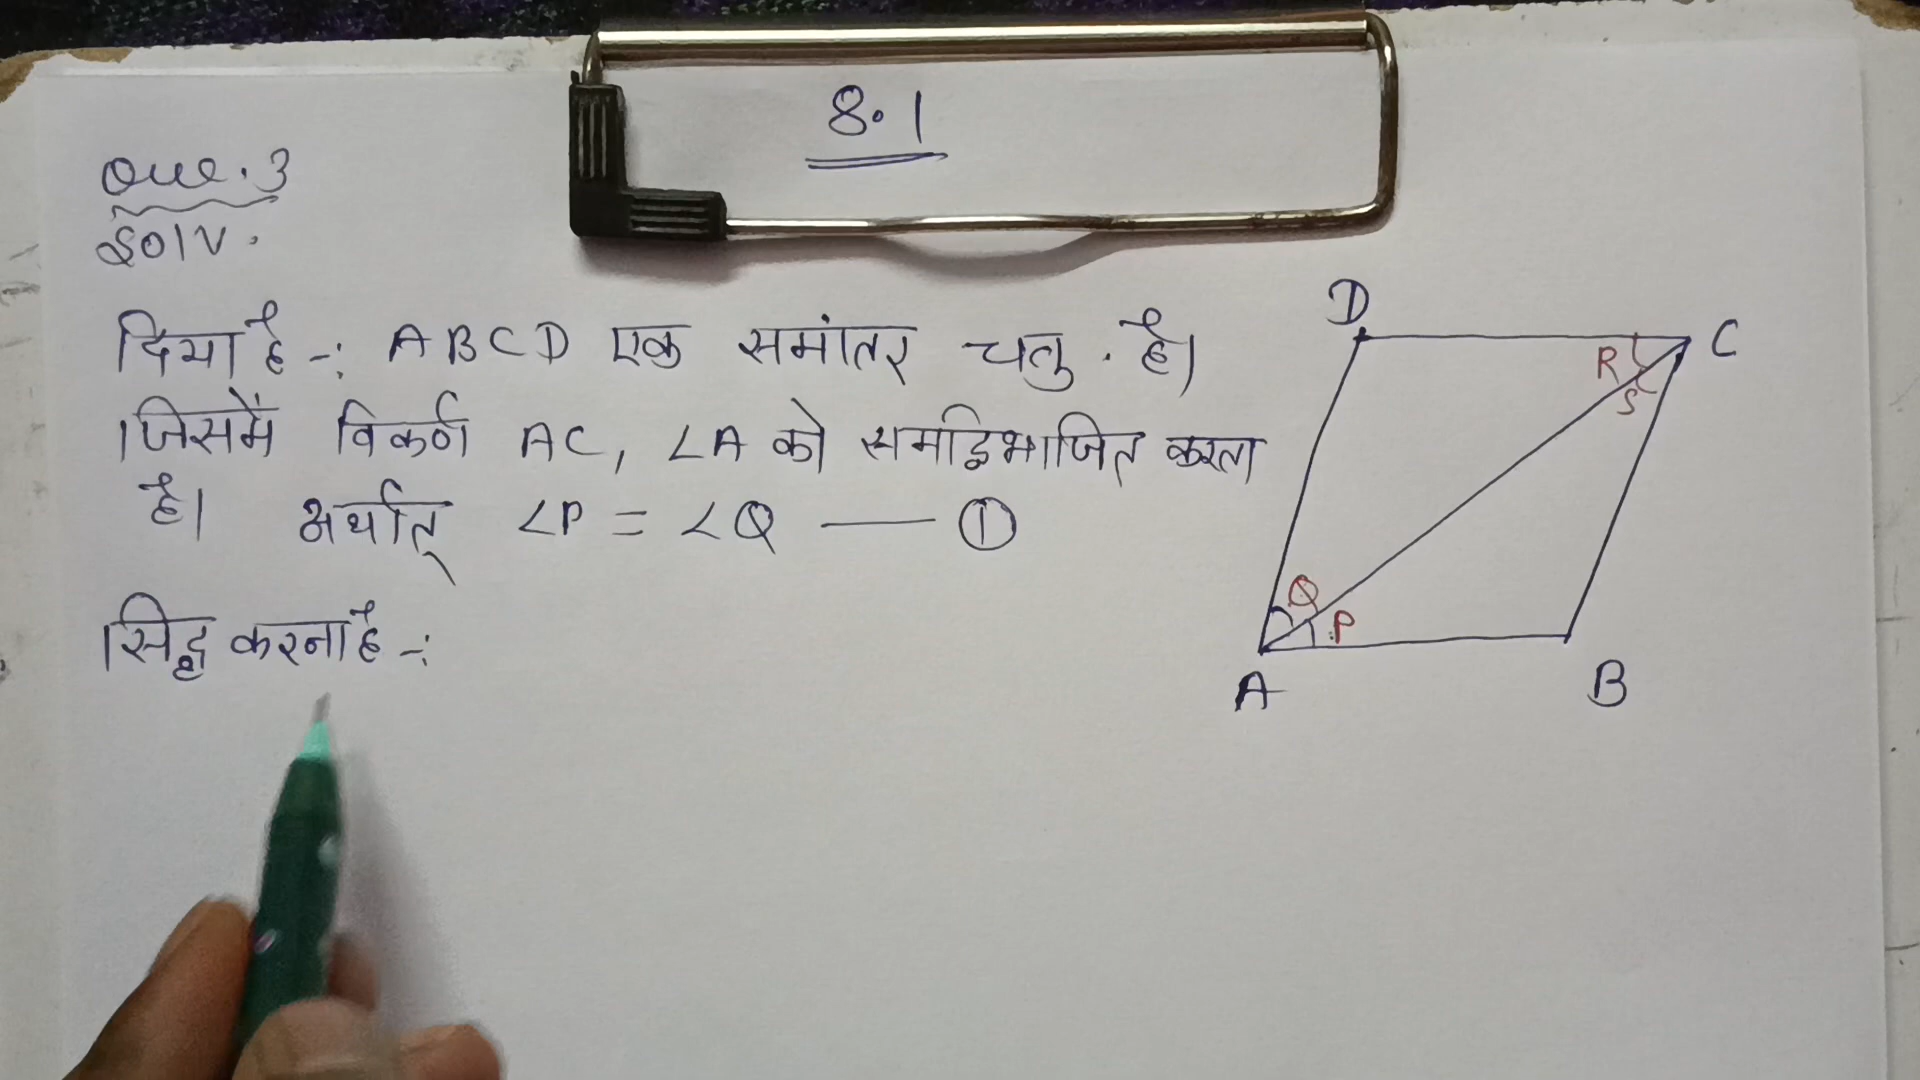 8.1
Que. 3
Solv.
दिया है -: ABCD एक समांतर चतु. है।
जिसमें विकर्ण AC, ∠A को समद्विभाजित करता
है। अर्थात् ∠P = ∠Q —— ①
सिद्ध करना है -:
D
C
R
S
Q
P
A
B